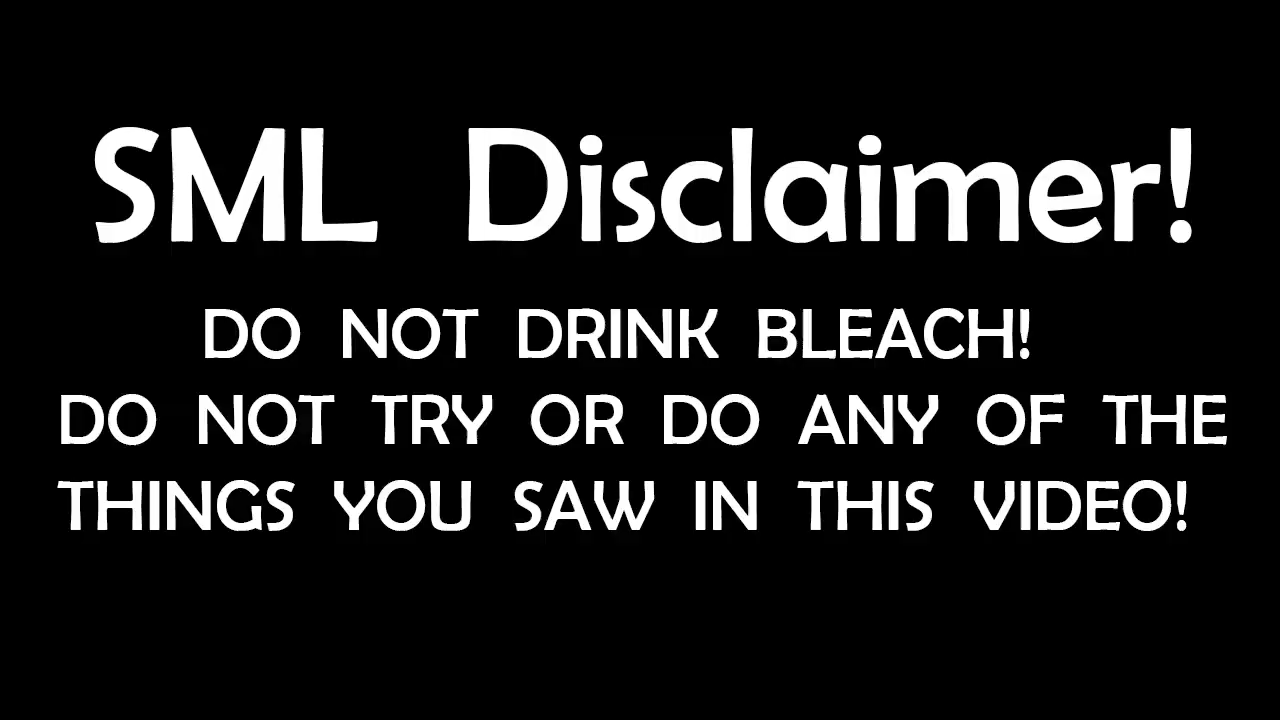 SML Disclaimer!
DO NOT DRINK BLEACH!
DO NOT TRY OR DO ANY OF THE
THINGS YOU SAW IN THIS VIDEO!